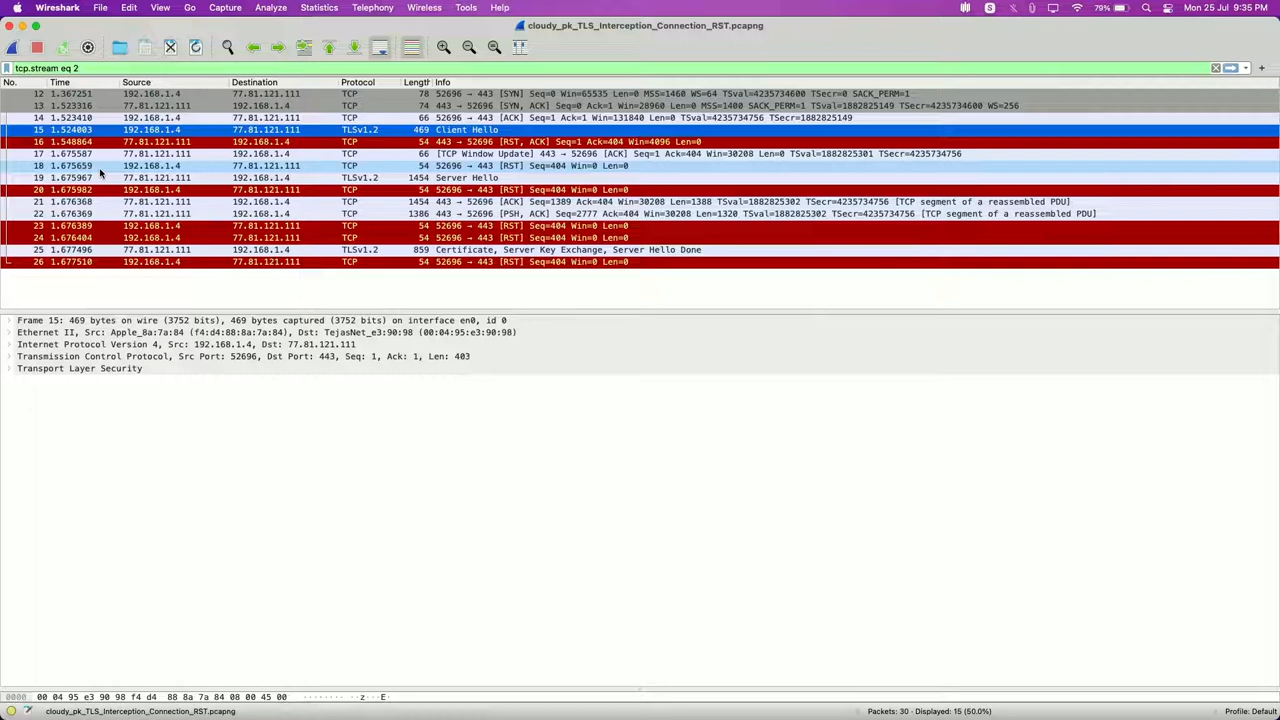 Wireshark File Edit View Go Capture Analyze Statistics Telephony Wireless Tools Help S 79% Mon 25 Jul 9:35 PM
cloudy_pk_TLS_Interception_Connection_RST.pcapng
tcp.stream eq 2
No. Time Source Destination Protocol Length Info
12 1.367251 192.168.1.4 77.81.121.111 TCP 78 52696 → 443 [SYN] Seq=0 Win=65535 Len=0 MSS=1460 WS=64 TSval=4235734600 TSecr=0 SACK_PERM=1
13 1.523316 77.81.121.111 192.168.1.4 TCP 74 443 → 52696 [SYN, ACK] Seq=0 Ack=1 Win=28960 Len=0 MSS=1400 SACK_PERM=1 TSval=1882825149 TSecr=4235734600 WS=256
14 1.523410 192.168.1.4 77.81.121.111 TCP 66 52696 → 443 [ACK] Seq=1 Ack=1 Win=131840 Len=0 TSval=4235734756 TSecr=1882825149
15 1.524003 192.168.1.4 77.81.121.111 TLSv1.2 469 Client Hello
16 1.548864 77.81.121.111 192.168.1.4 TCP 54 443 → 52696 [RST, ACK] Seq=1 Ack=404 Win=4096 Len=0
17 1.675587 77.81.121.111 192.168.1.4 TCP 66 [TCP Window Update] 443 → 52696 [ACK] Seq=1 Ack=404 Win=30208 Len=0 TSval=1882825301 TSecr=4235734756
18 1.675659 192.168.1.4 77.81.121.111 TCP 54 52696 → 443 [RST] Seq=404 Win=0 Len=0
19 1.675967 77.81.121.111 192.168.1.4 TLSv1.2 1454 Server Hello
20 1.675982 192.168.1.4 77.81.121.111 TCP 54 52696 → 443 [RST] Seq=404 Win=0 Len=0
21 1.676368 77.81.121.111 192.168.1.4 TCP 1454 443 → 52696 [ACK] Seq=1389 Ack=404 Win=30208 Len=1388 TSval=1882825302 TSecr=4235734756 [TCP segment of a reassembled PDU]
22 1.676369 77.81.121.111 192.168.1.4 TCP 1386 443 → 52696 [PSH, ACK] Seq=2777 Ack=404 Win=30208 Len=1320 TSval=1882825302 TSecr=4235734756 [TCP segment of a reassembled PDU]
23 1.676389 192.168.1.4 77.81.121.111 TCP 54 52696 → 443 [RST] Seq=404 Win=0 Len=0
24 1.676404 192.168.1.4 77.81.121.111 TCP 54 52696 → 443 [RST] Seq=404 Win=0 Len=0
25 1.677496 77.81.121.111 192.168.1.4 TLSv1.2 859 Certificate, Server Key Exchange, Server Hello Done
26 1.677510 192.168.1.4 77.81.121.111 TCP 54 52696 → 443 [RST] Seq=404 Win=0 Len=0
Frame 15: 469 bytes on wire (3752 bits), 469 bytes captured (3752 bits) on interface en0, id 0
Ethernet II, Src: Apple_8a:7a:84 (f4:d4:88:8a:7a:84), Dst: TejasNet_e3:90:98 (00:04:95:e3:90:98)
Internet Protocol Version 4, Src: 192.168.1.4, Dst: 77.81.121.111
Transmission Control Protocol, Src Port: 52696, Dst Port: 443, Seq: 1, Ack: 1, Len: 403
Transport Layer Security
0000 00 04 95 e3 90 98 f4 d4 88 8a 7a 84 08 00 45 00 ········ ··z···E·
cloudy_pk_TLS_Interception_Connection_RST.pcapng Packets: 30 · Displayed: 15 (50.0%) Profile: Default